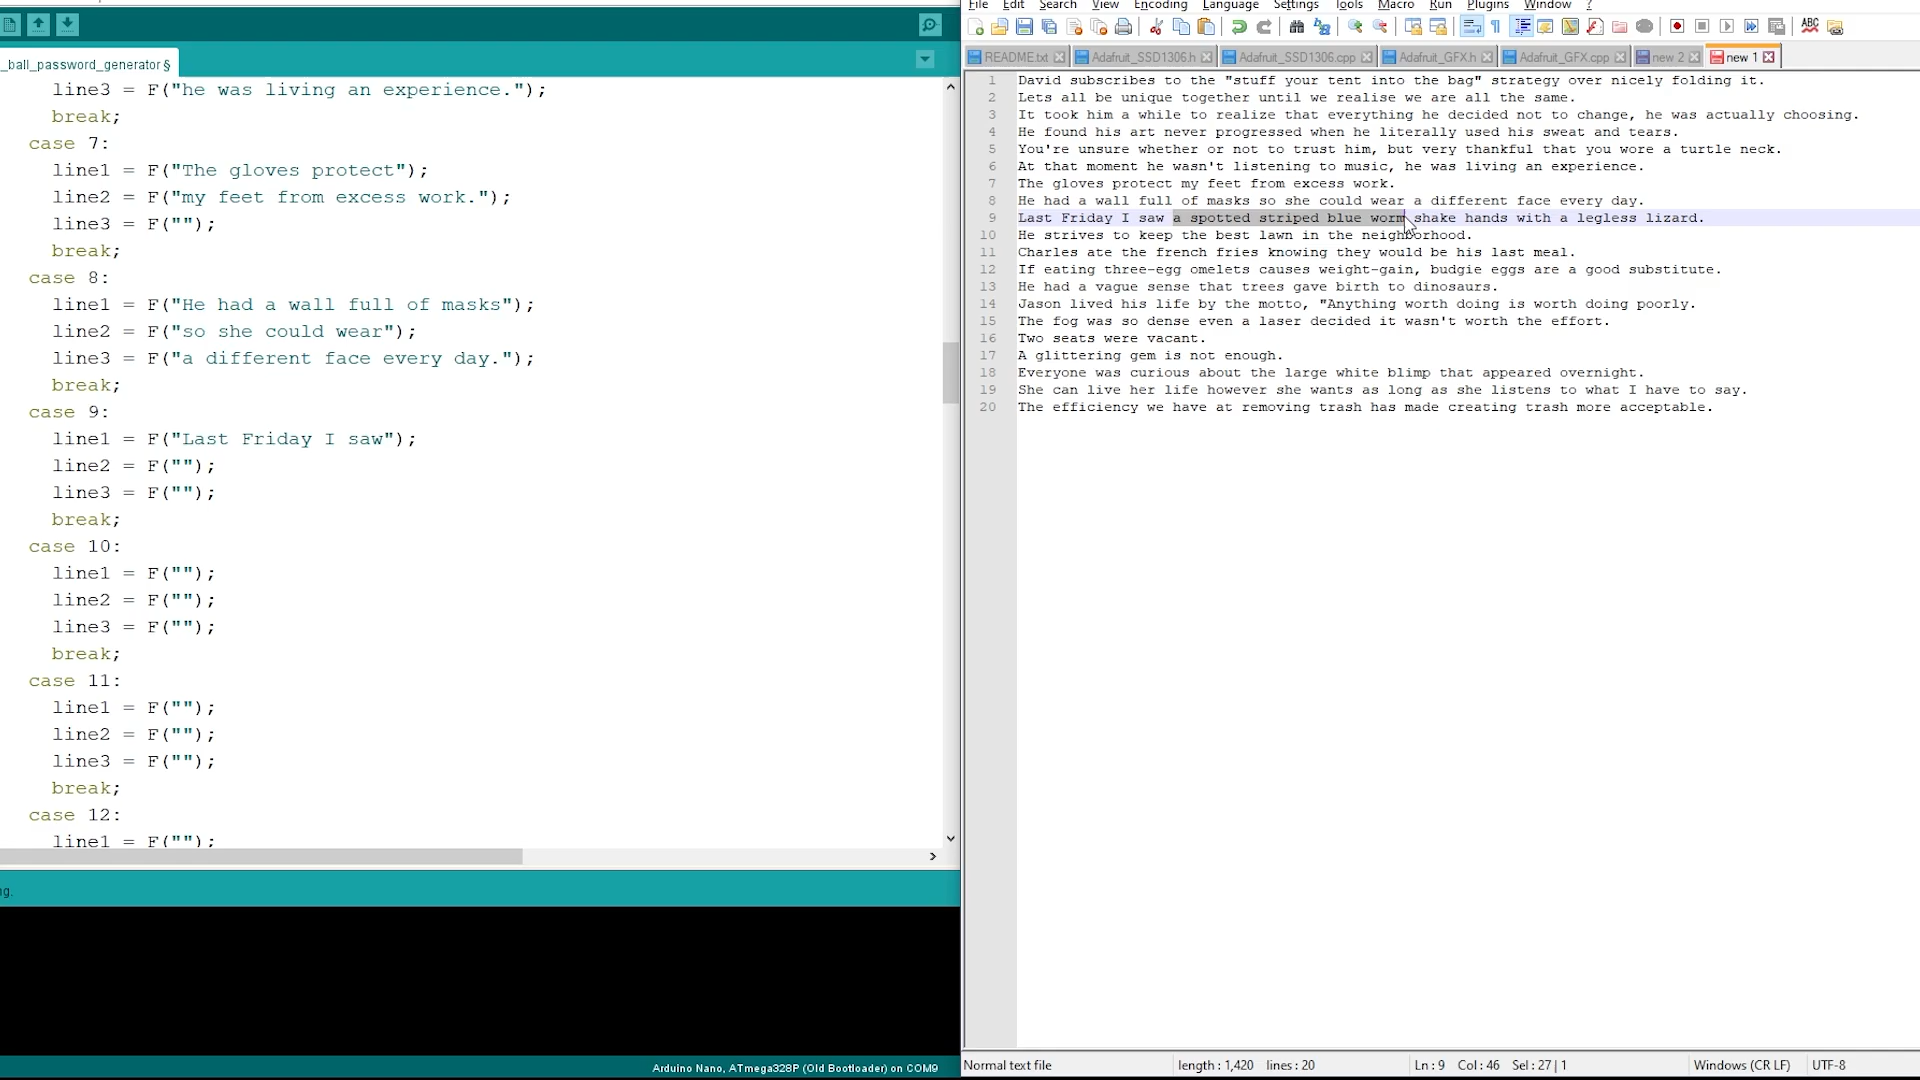 _ball_password_generator §
line3 = F("he was living an experience.");
break;
case 7:
line1 = F("The gloves protect");
line2 = F("my feet from excess work.");
line3 = F("");
break;
case 8:
line1 = F("He had a wall full of masks");
line2 = F("so she could wear");
line3 = F("a different face every day.");
break;
case 9:
line1 = F("Last Friday I saw");
line2 = F("");
line3 = F("");
break;
case 10:
line1 = F("");
line2 = F("");
line3 = F("");
break;
case 11:
line1 = F("");
line2 = F("");
line3 = F("");
break;
case 12:
line1 = F("");
ng.
Arduino Nano, ATmega328P (Old Bootloader) on COM9
File Edit Search View Encoding Language Settings Tools Macro Run Plugins Window ?
ABC
README.txt Adafruit_SSD1306.h Adafruit_SSD1306.cpp Adafruit_GFX.h Adafruit_GFX.cpp new 2 new 1
1 David subscribes to the "stuff your tent into the bag" strategy over nicely folding it.
2 Lets all be unique together until we realise we are all the same.
3 It took him a while to realize that everything he decided not to change, he was actually choosing.
4 He found his art never progressed when he literally used his sweat and tears.
5 You're unsure whether or not to trust him, but very thankful that you wore a turtle neck.
6 At that moment he wasn't listening to music, he was living an experience.
7 The gloves protect my feet from excess work.
8 He had a wall full of masks so she could wear a different face every day.
9 Last Friday I saw a spotted striped blue worm shake hands with a legless lizard.
10 He strives to keep the best lawn in the neighborhood.
11 Charles ate the french fries knowing they would be his last meal.
12 If eating three-egg omelets causes weight-gain, budgie eggs are a good substitute.
13 He had a vague sense that trees gave birth to dinosaurs.
14 Jason lived his life by the motto, "Anything worth doing is worth doing poorly.
15 The fog was so dense even a laser decided it wasn't worth the effort.
16 Two seats were vacant.
17 A glittering gem is not enough.
18 Everyone was curious about the large white blimp that appeared overnight.
19 She can live her life however she wants as long as she listens to what I have to say.
20 The efficiency we have at removing trash has made creating trash more acceptable.
Normal text file length : 1,420 lines : 20 Ln : 9 Col : 46 Sel : 27 | 1 Windows (CR LF) UTF-8